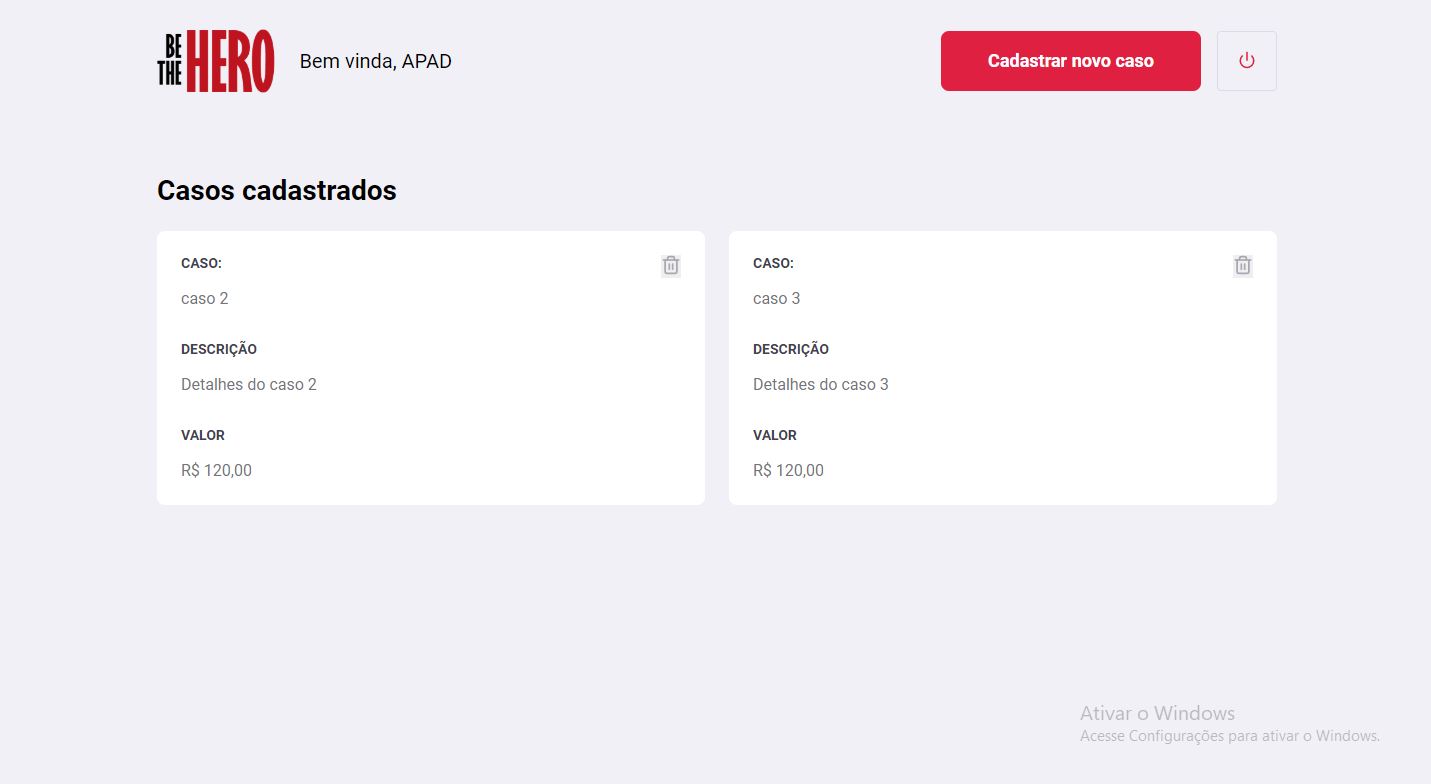 BE
THE HERO
Bem vinda, APAD
Cadastrar novo caso
Casos cadastrados
CASO:
caso 2
DESCRIÇÃO
Detalhes do caso 2
VALOR
R$ 120,00
CASO:
caso 3
DESCRIÇÃO
Detalhes do caso 3
VALOR
R$ 120,00
Ativar o Windows
Acesse Configurações para ativar o Windows.